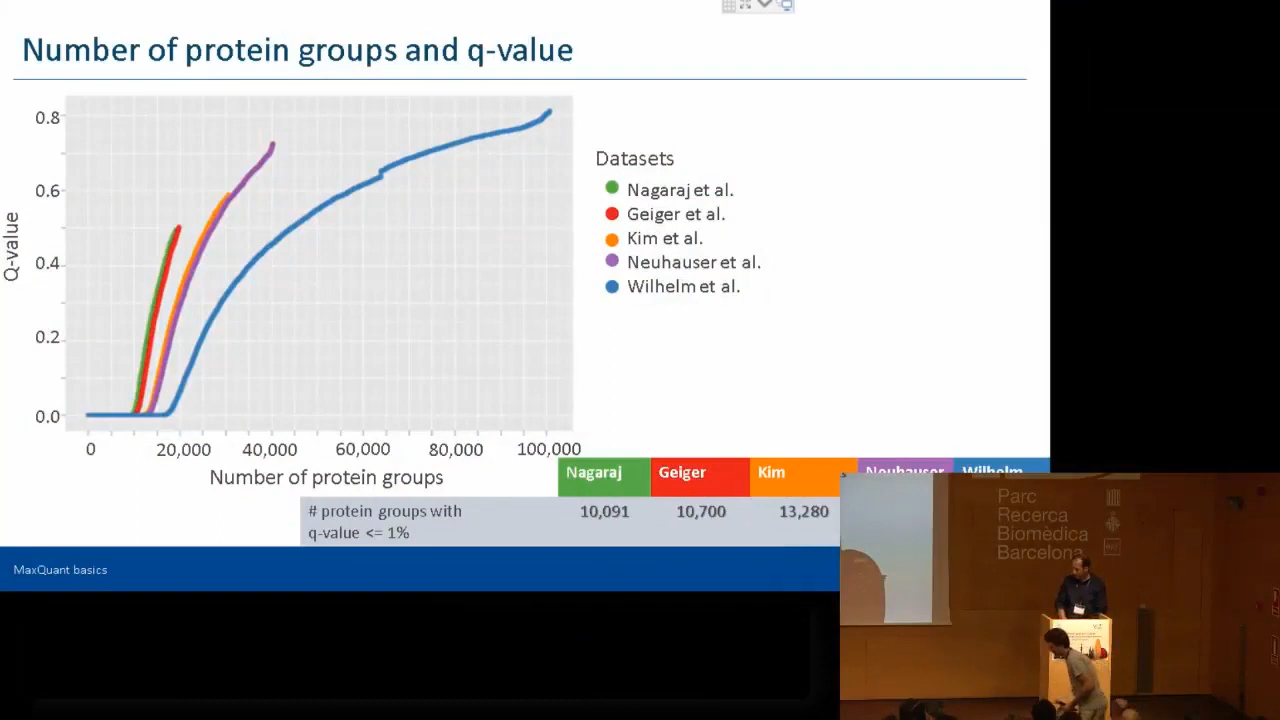 Number of protein groups and q-value
0.8
0.6
0.4
0.2
0.0
Q-value
0
20,000
40,000
60,000
80,000
100,000
Number of protein groups
Datasets
Nagaraj et al.
Geiger et al.
Kim et al.
Neuhauser et al.
Wilhelm et al.
Nagaraj Geiger Kim Neuhauser Wilhelm
# protein groups with
q-value <= 1%
10,091 10,700 13,280
MaxQuant basics
Parc
Recerca
Biomèdica
Barcelona